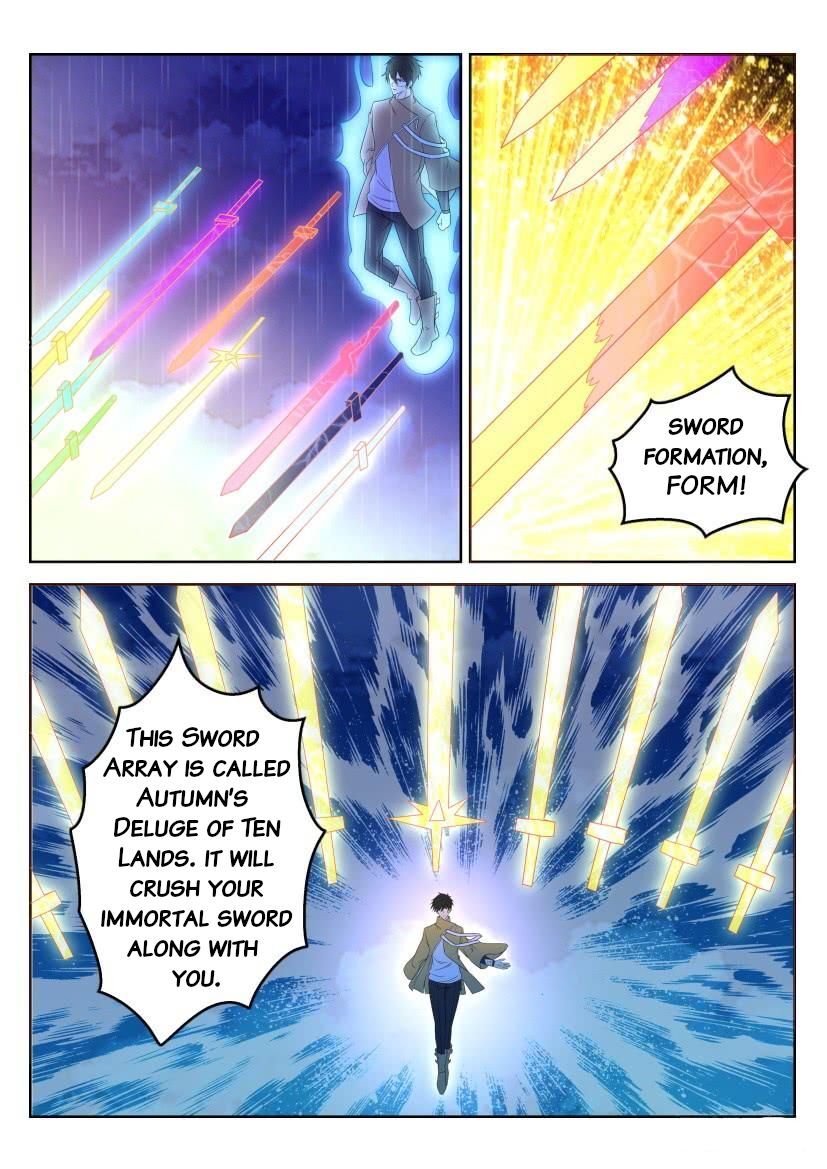 SWORD
FORMATION,
FORM!
THIS SWORD
ARRAY IS CALLED
AUTUMN'S
DELUGE OF TEN
LANDS. IT WILL
CRUSH YOUR
IMMORTAL SWORD
ALONG WITH
YOU.